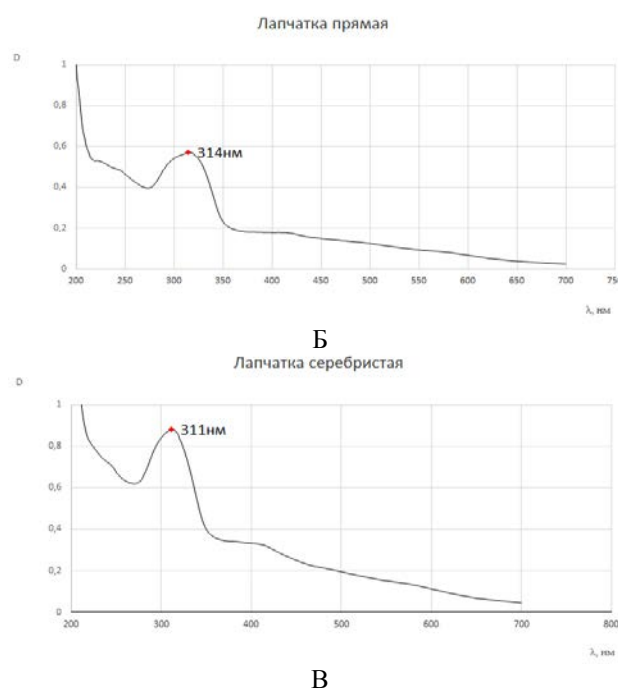 Лапчатка прямая
D
1
0,8
0,6
314нм
0,4
0,2
0
200 250 300 350 400 450 500 550 600 650 700 750
λ, нм
Б
Лапчатка серебристая
D
1
311нм
0,8
0,6
0,4
0,2
0
200 300 400 500 600 700 800
λ, нм
В